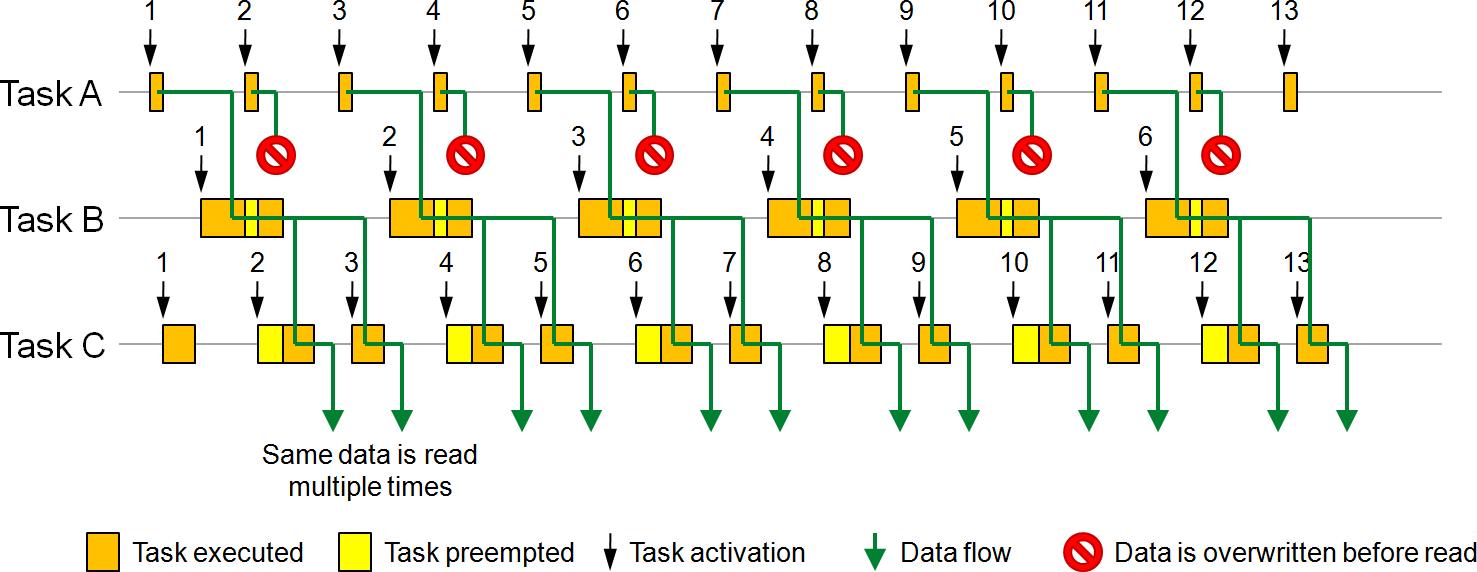 1 2 3 4 5 6 7 8 9 10 11 12 13
Task A
1 2 3 4 5 6
Task B
1 2 3 4 5 6 7 8 9 10 11 12 13
Task C
Same data is read
multiple times
Task executed Task preempted Task activation Data flow Data is overwritten before read